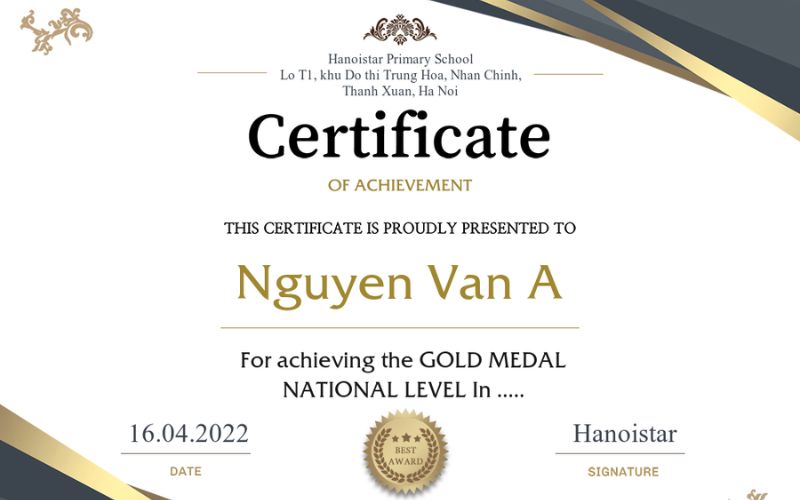 Hanoistar Primary School
Lo T1, khu Do thi Trung Hoa, Nhan Chinh,
Thanh Xuan, Ha Noi
Certificate
OF ACHIEVEMENT
THIS CERTIFICATE IS PROUDLY PRESENTED TO
Nguyen Van A
For achieving the GOLD MEDAL
NATIONAL LEVEL In .....
16.04.2022
DATE
BEST
AWARD
Hanoistar
SIGNATURE